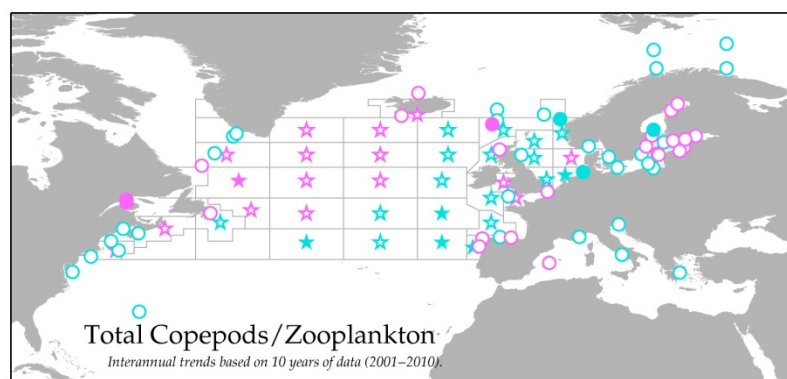 Total Copepods/Zooplankton
Interannual trends based on 10 years of data (2001–2010).